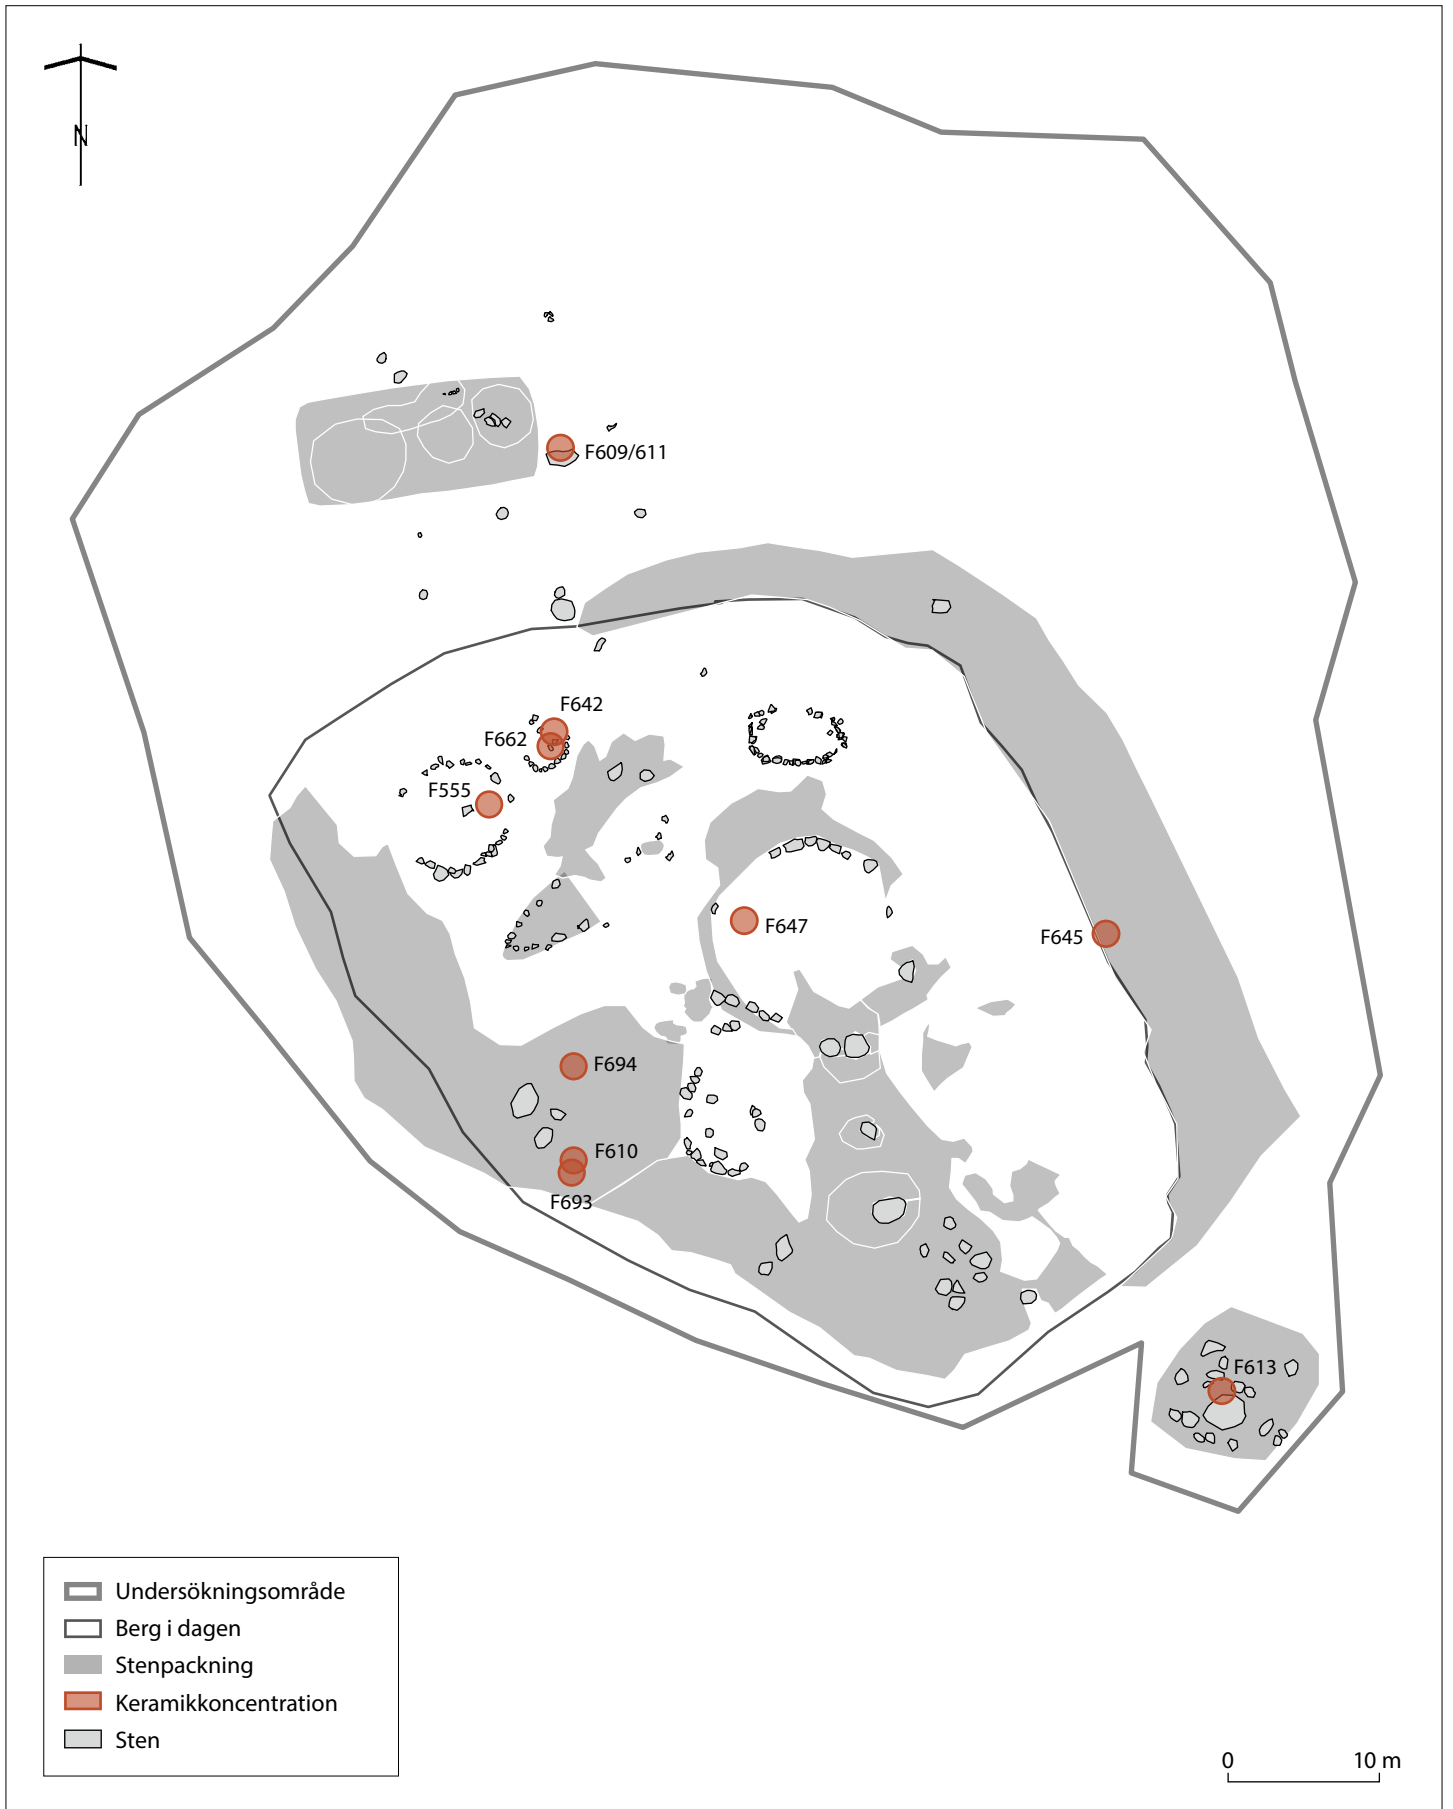 N
F609/611
F642
F662
F555
F647
F645
F694
F610
F693
F613
Undersökningsområde
Berg i dagen
Stenpackning
Keramikkoncentration
Sten
0 10 m